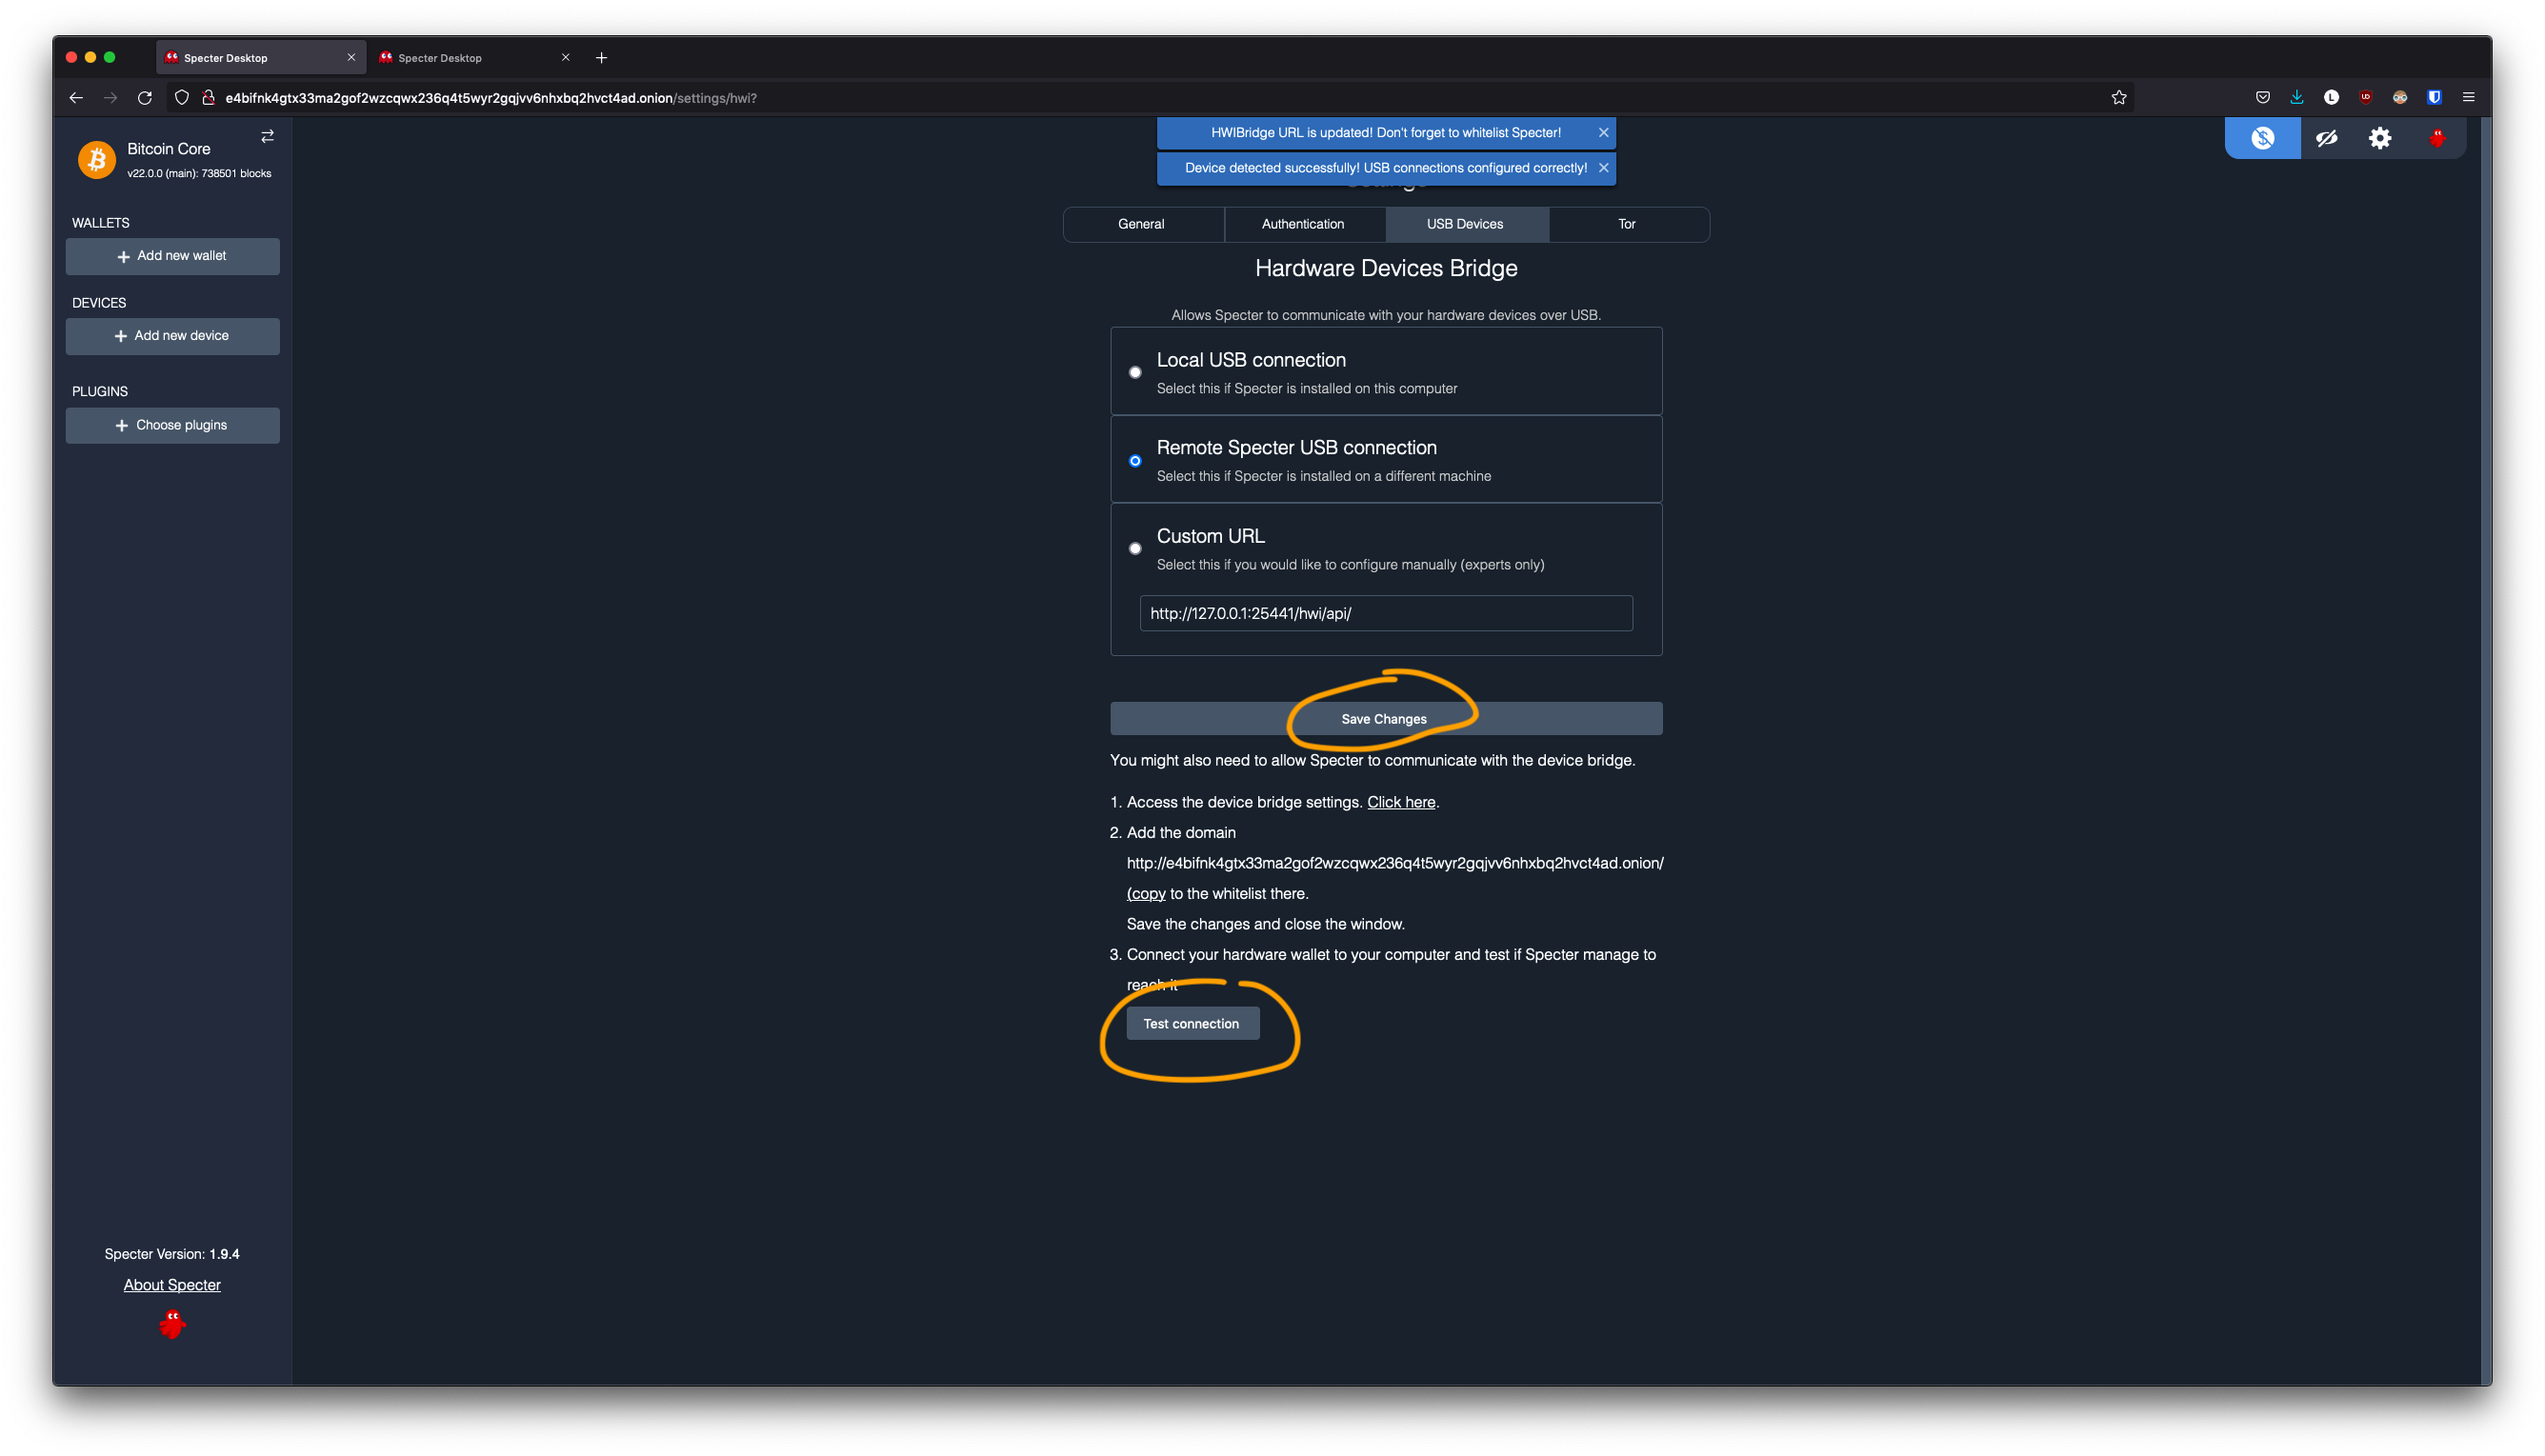 Specter Desktop
Specter Desktop
e4bifnk4gtx33ma2gof2wzcqwx236q4t5wyr2gqjvv6nhxbq2hvct4ad.onion/settings/hwi?
Bitcoin Core
v22.0.0 (main): 738501 blocks
WALLETS
Add new wallet
DEVICES
Add new device
PLUGINS
Choose plugins
Specter Version: 1.9.4
About Specter
HWIBridge URL is updated! Don't forget to whitelist Specter!
Device detected successfully! USB connections configured correctly!
General
Authentication
USB Devices
Tor
Hardware Devices Bridge
Allows Specter to communicate with your hardware devices over USB.
Local USB connection
Select this if Specter is installed on this computer
Remote Specter USB connection
Select this if Specter is installed on a different machine
Custom URL
Select this if you would like to configure manually (experts only)
http://127.0.0.1:25441/hwi/api/
Save Changes
You might also need to allow Specter to communicate with the device bridge.
1. Access the device bridge settings. Click here.
2. Add the domain
http://e4bifnk4gtx33ma2gof2wzcqwx236q4t5wyr2gqjvv6nhxbq2hvct4ad.onion/
(copy to the whitelist there.
Save the changes and close the window.
3. Connect your hardware wallet to your computer and test if Specter manage to
reach it
Test connection